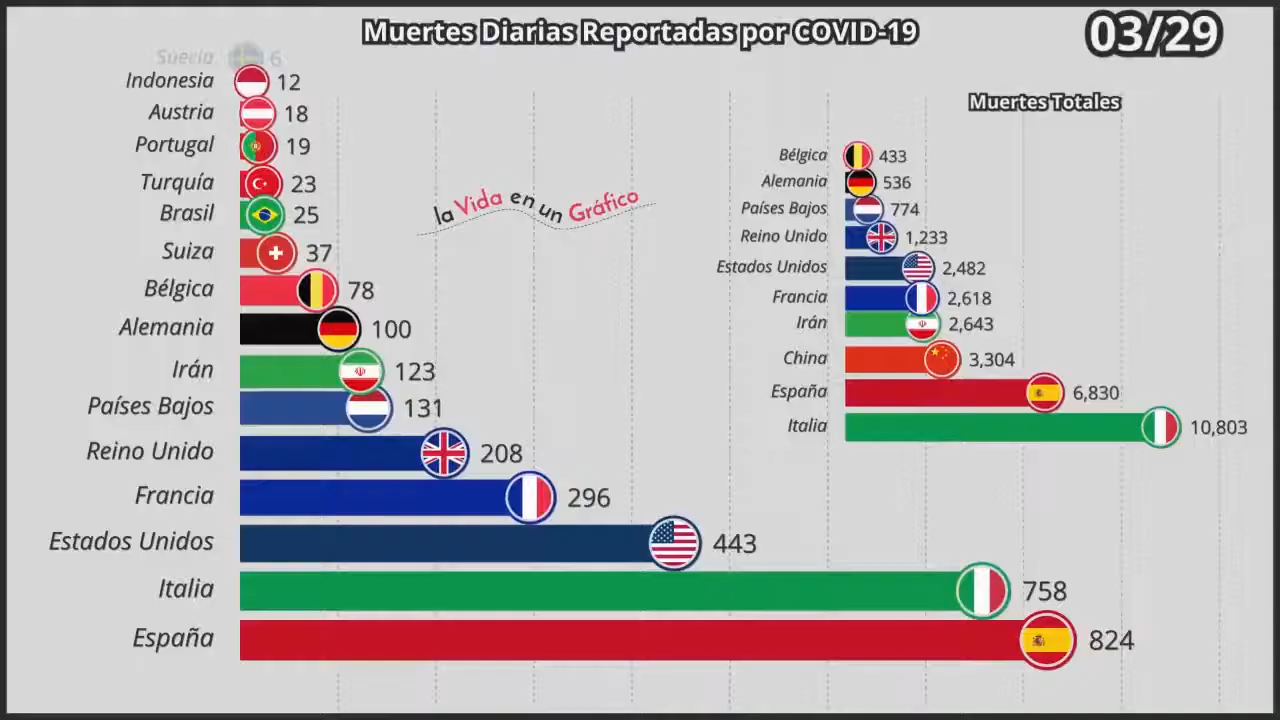 Muertes Diarias Reportadas por COVID-19
03/29
Suecia 6
Indonesia 12
Austria 18
Portugal 19
Turquía 23
Brasil 25
Suiza 37
Bélgica 78
Alemania 100
Irán 123
Países Bajos 131
Reino Unido 208
Francia 296
Estados Unidos 443
Italia 758
España 824
la Vida en un Gráfico
Muertes Totales
Bélgica 433
Alemania 536
Países Bajos 774
Reino Unido 1,233
Estados Unidos 2,482
Francia 2,618
Irán 2,643
China 3,304
España 6,830
Italia 10,803